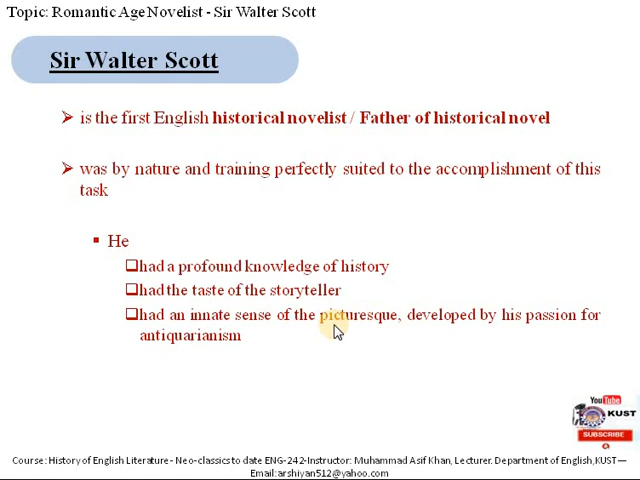 Topic: Romantic Age Novelist - Sir Walter Scott
Sir Walter Scott
is the first English historical novelist / Father of historical novel
was by nature and training perfectly suited to the accomplishment of this
task
He
had a profound knowledge of history
had the taste of the storyteller
had an innate sense of the picturesque, developed by his passion for
antiquarianism
YouTube
KUST
SUBSCRIBE
Course: History of English Literature - Neo-classics to date ENG-242-Instructor: Muhammad Asif Khan, Lecturer. Department of English,KUST—
Email:arshiyan512@yahoo.com